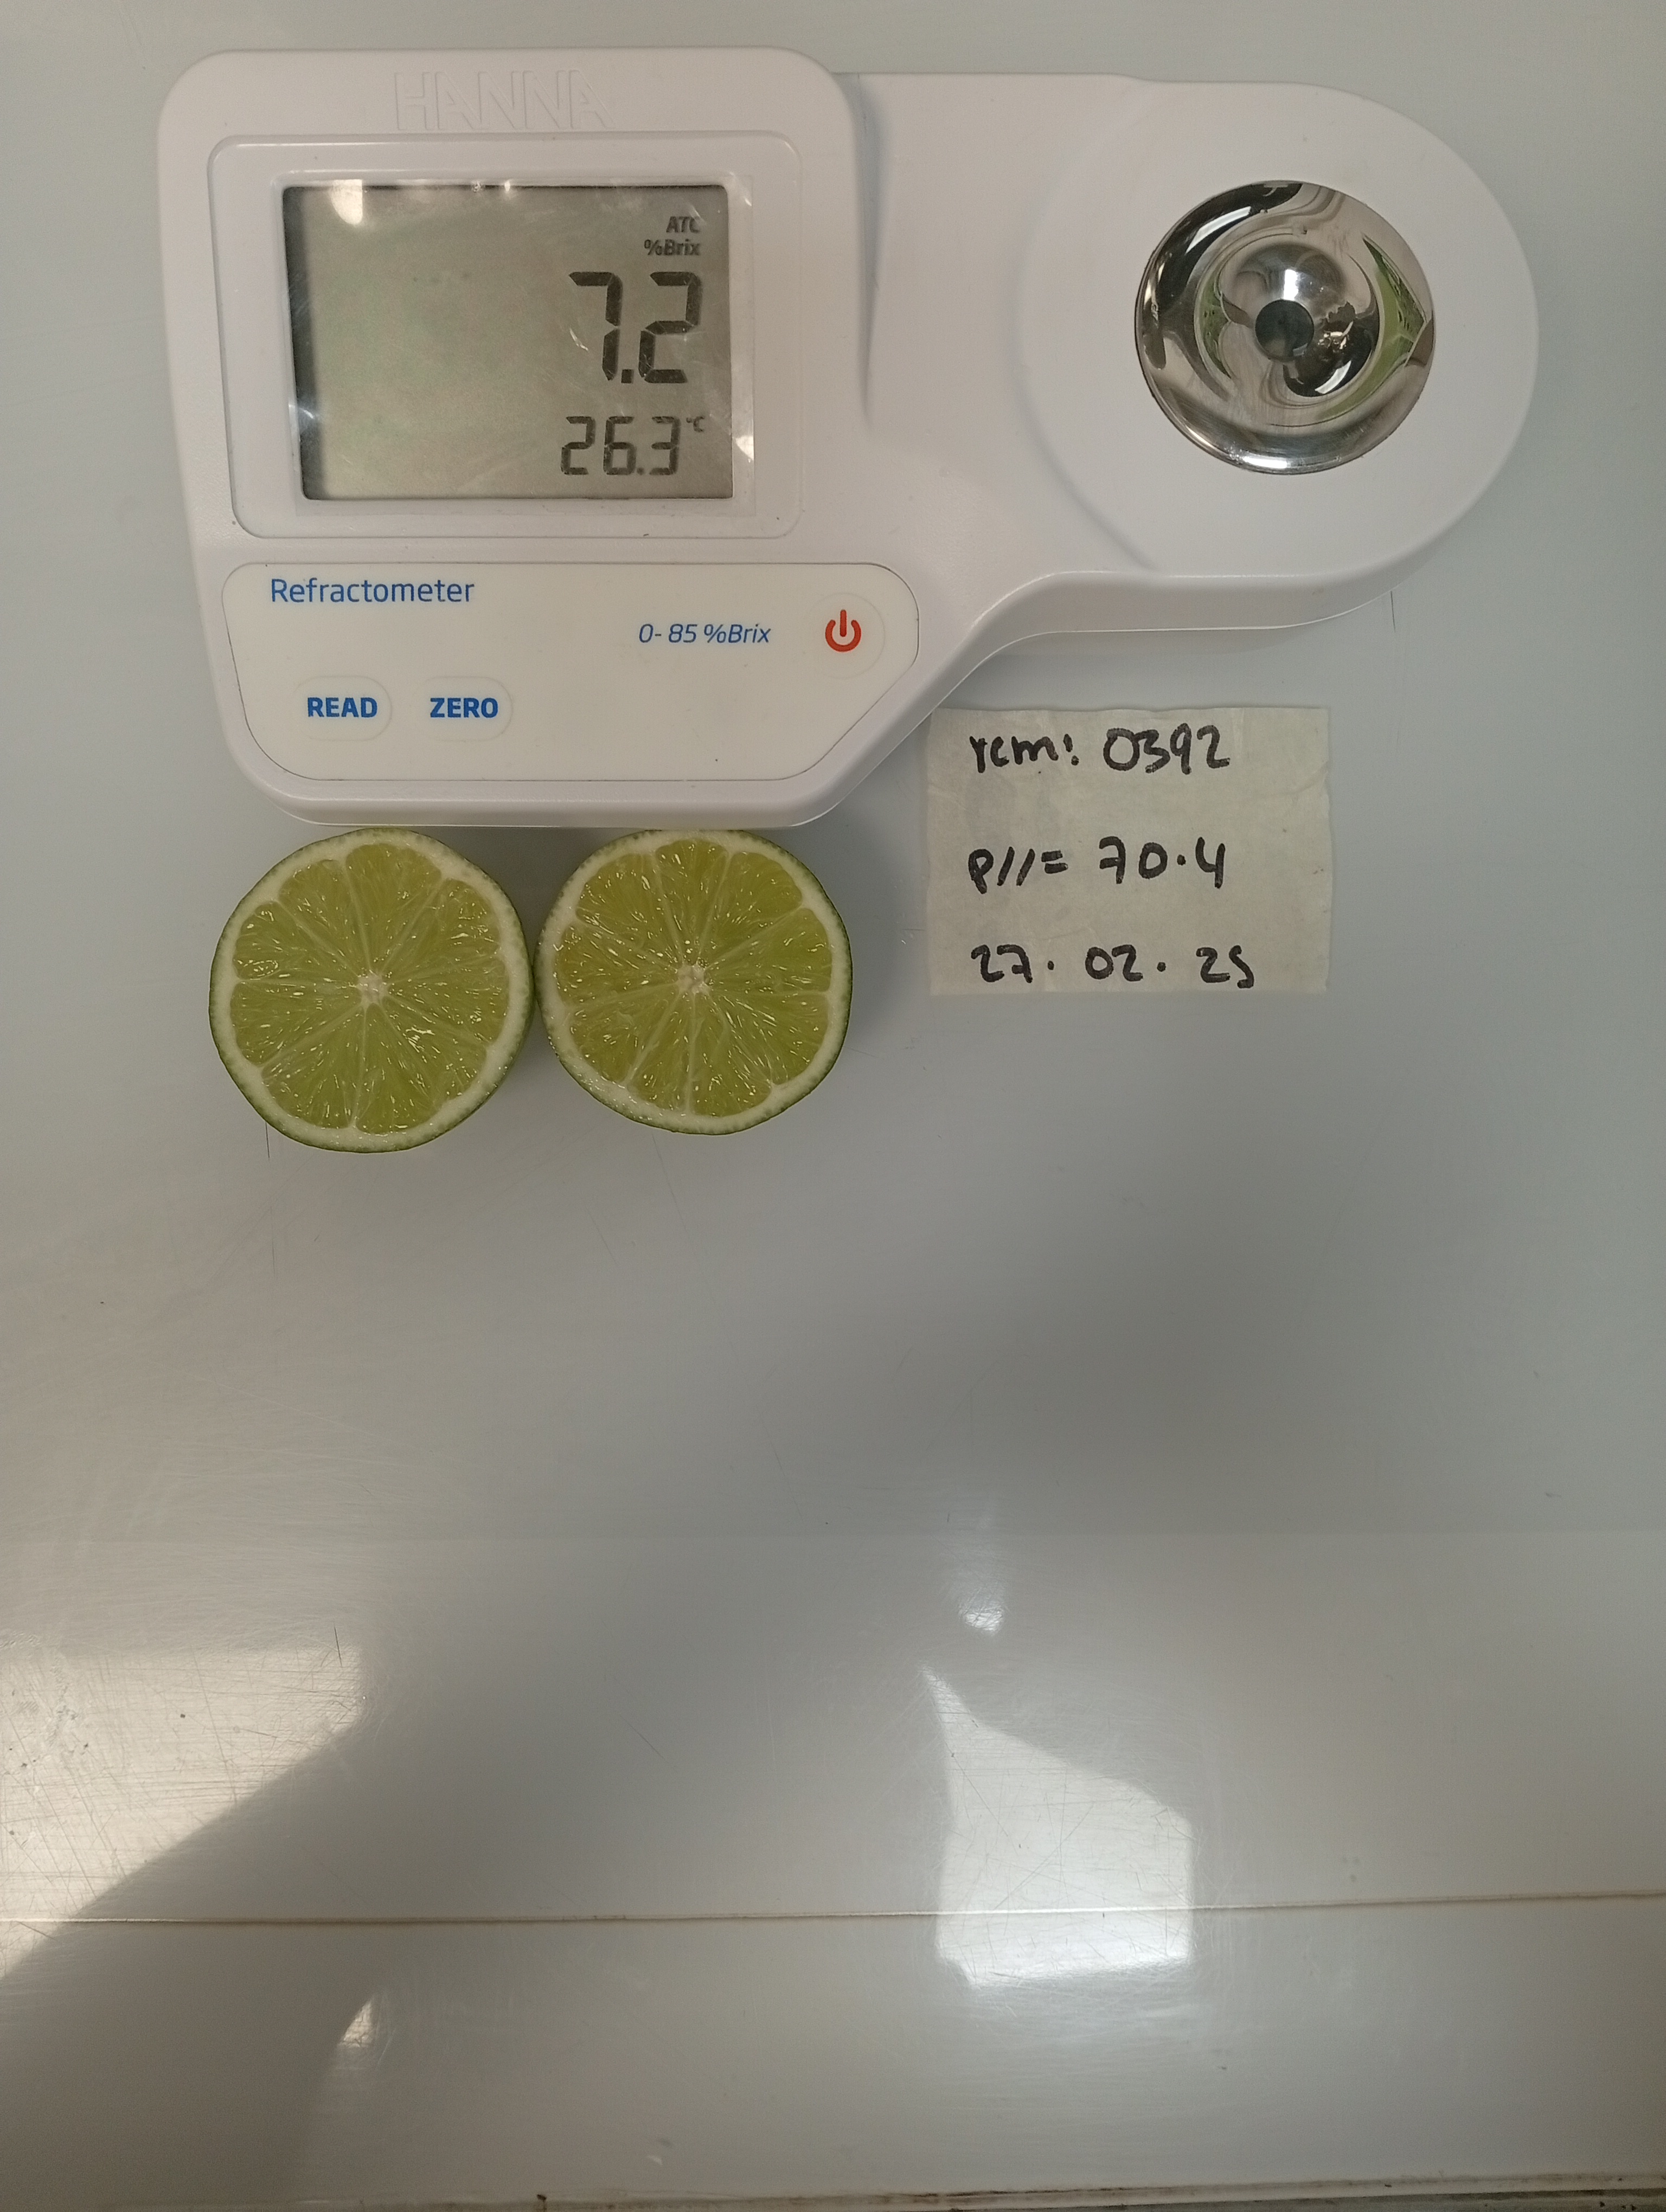 HANNA
ATC
%Brix
7.2
26.3°C
Refractometer
0- 85 %Brix
READ ZERO
rcm: 0392
P//= 70.4
27. 02. 25